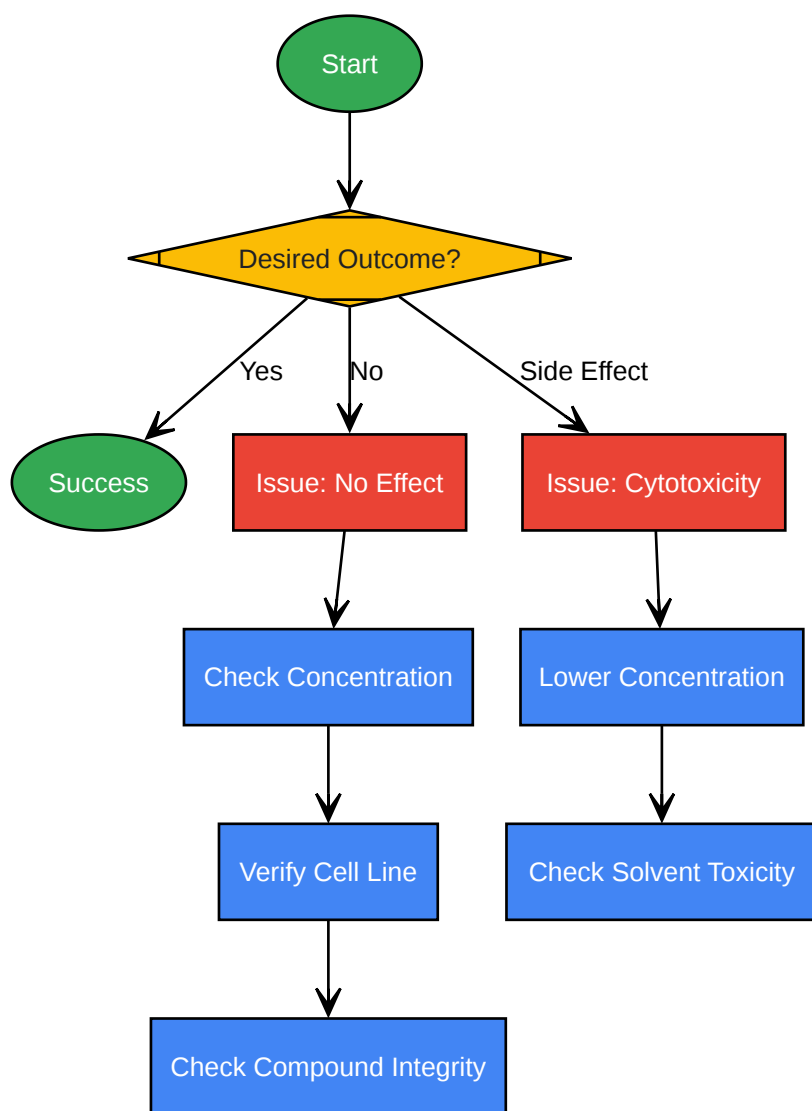 Start
Desired Outcome?
Yes
No
Side Effect
Success
Issue: No Effect
Issue: Cytotoxicity
Check Concentration
Lower Concentration
Verify Cell Line
Check Solvent Toxicity
Check Compound Integrity